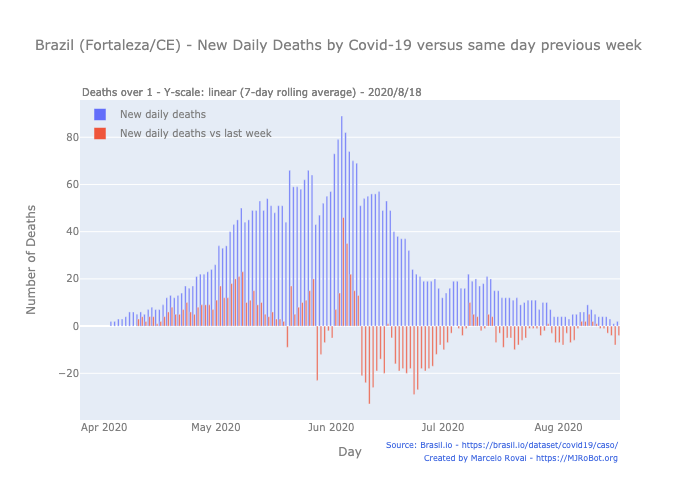 Brazil (Fortaleza/CE) - New Daily Deaths by Covid-19 versus same day previous week
Deaths over 1 - Y-scale: linear (7-day rolling average) - 2020/8/18
New daily deaths
New daily deaths vs last week
80
60
40
20
0
−20
Number of Deaths
Apr 2020 May 2020 Jun 2020 Jul 2020 Aug 2020
Day
Source: Brasil.io - https://brasil.io/dataset/covid19/caso/
Created by Marcelo Rovai - https://MJRoBot.org